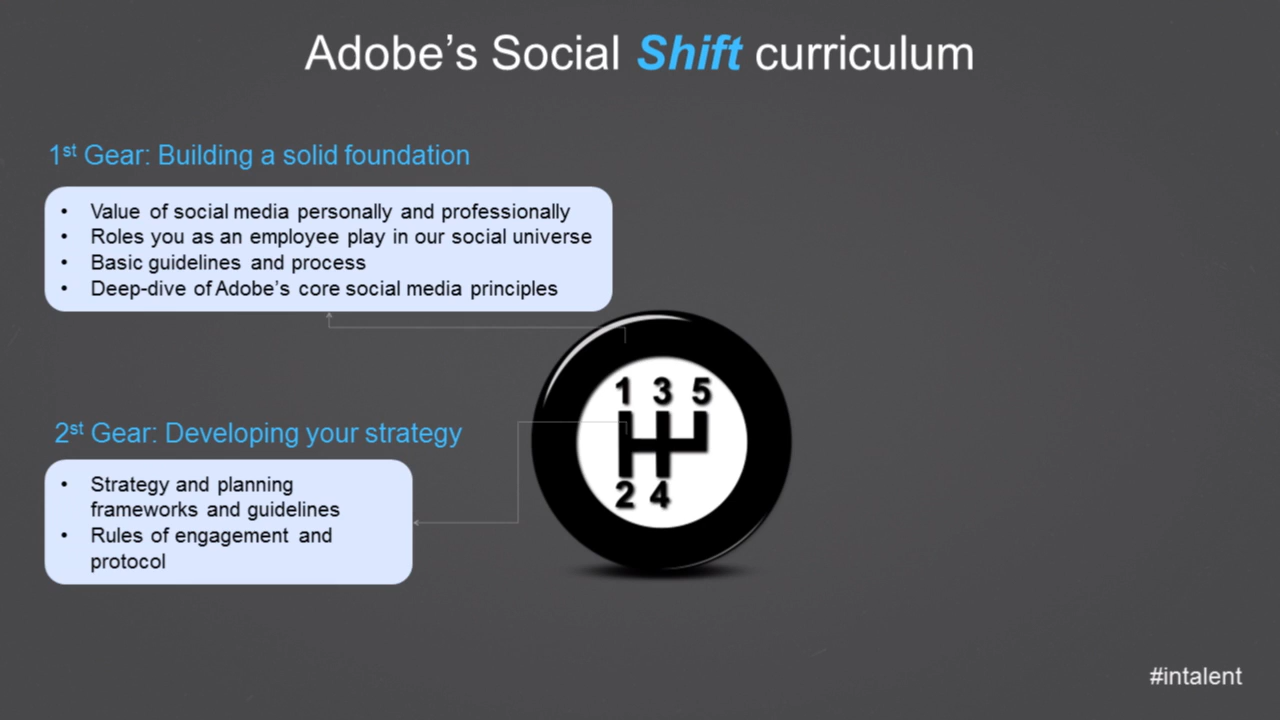 Adobe's Social Shift curriculum
1st Gear: Building a solid foundation
• Value of social media personally and professionally
• Roles you as an employee play in our social universe
• Basic guidelines and process
• Deep-dive of Adobe's core social media principles
1 3 5
2 4
2st Gear: Developing your strategy
• Strategy and planning
frameworks and guidelines
• Rules of engagement and
protocol
#intalent